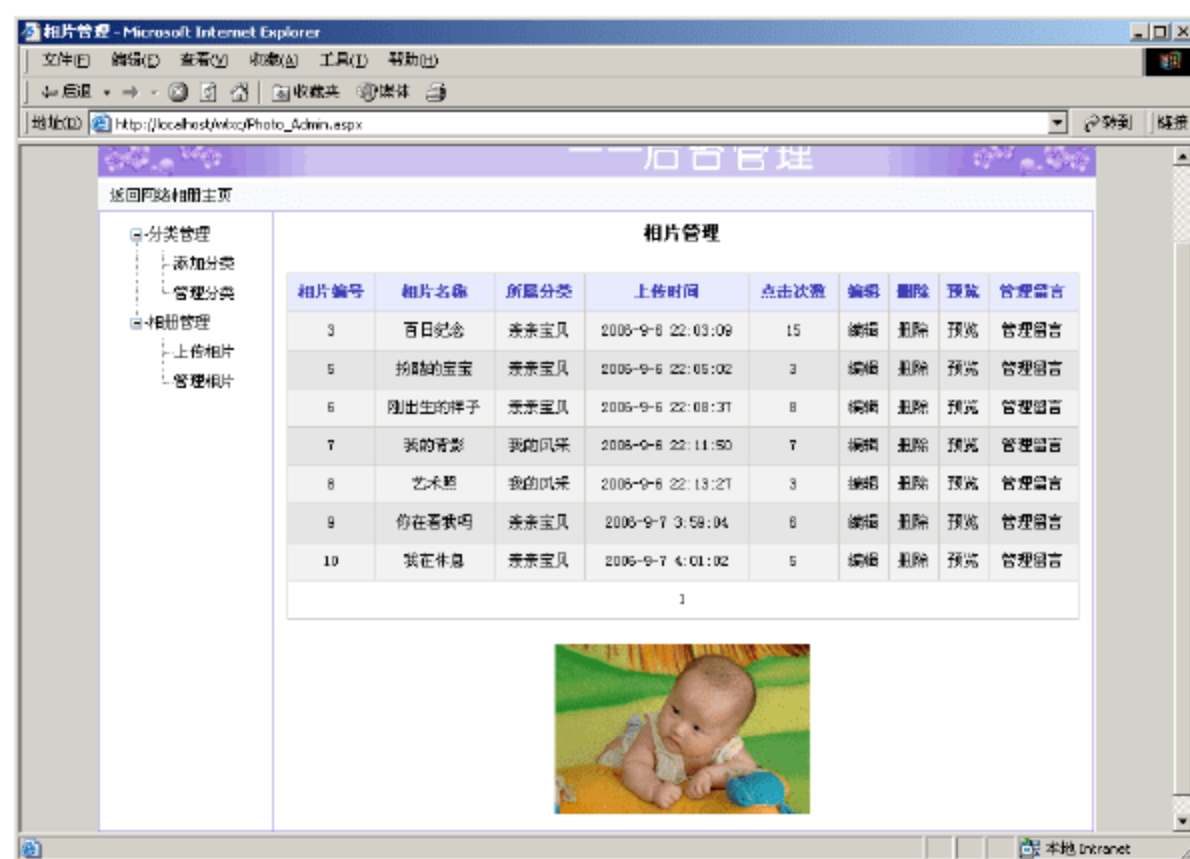 相片管理 - Microsoft Internet Explorer
文件(F) 编辑(E) 查看(V) 收藏(A) 工具(T) 帮助(H)
后退 收藏夹 媒体
地址(D) http://localhost/wlxc/Photo_Admin.aspx 转到 链接
——后台管理
返回网络相册主页
分类管理
添加分类
管理分类
相册管理
上传相片
管理相片
相片管理
相片编号 相片名称 所属分类 上传时间 点击次数 编辑 删除 预览 管理留言
3 百日纪念 亲亲宝贝 2006-9-6 22:03:09 15 编辑 删除 预览 管理留言
5 扮酷的宝宝 亲亲宝贝 2006-9-6 22:05:02 3 编辑 删除 预览 管理留言
6 刚出生的样子 亲亲宝贝 2006-9-6 22:08:37 8 编辑 删除 预览 管理留言
7 我的背影 我的风采 2006-9-6 22:11:50 7 编辑 删除 预览 管理留言
8 艺术照 我的风采 2006-9-6 22:13:27 3 编辑 删除 预览 管理留言
9 你在看我吗 亲亲宝贝 2006-9-7 3:59:04 6 编辑 删除 预览 管理留言
10 我在休息 亲亲宝贝 2006-9-7 4:01:02 5 编辑 删除 预览 管理留言
1
本地 Intranet